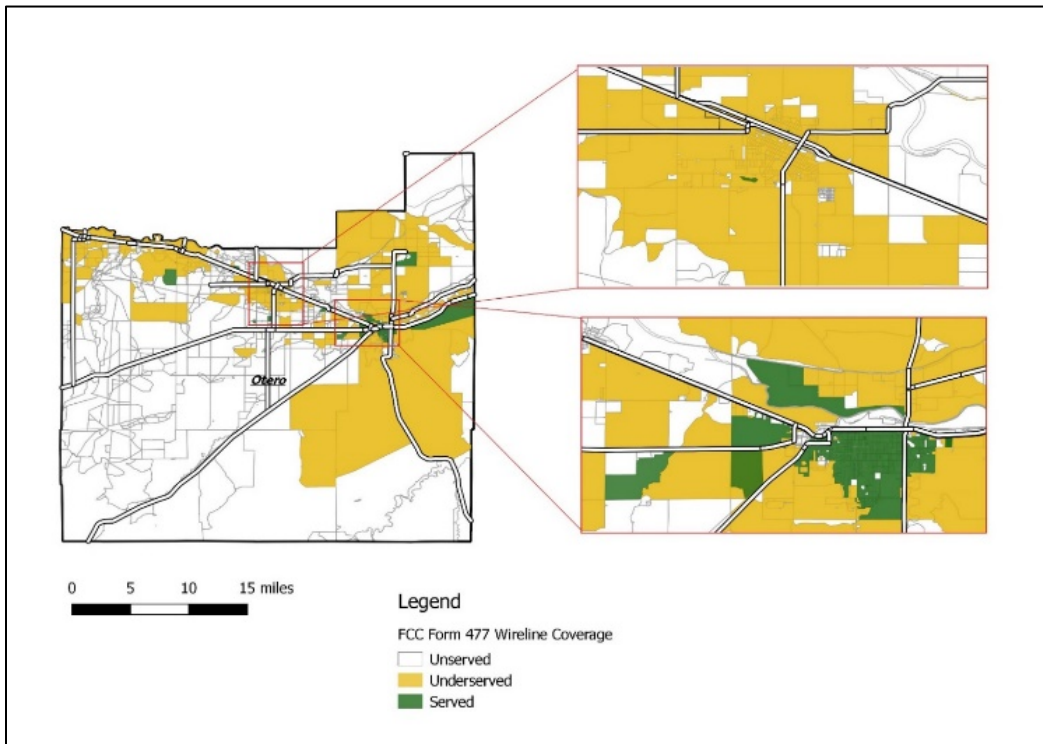 Otero
0 5 10 15 miles
Legend
FCC Form 477 Wireline Coverage
Unserved
Underserved
Served